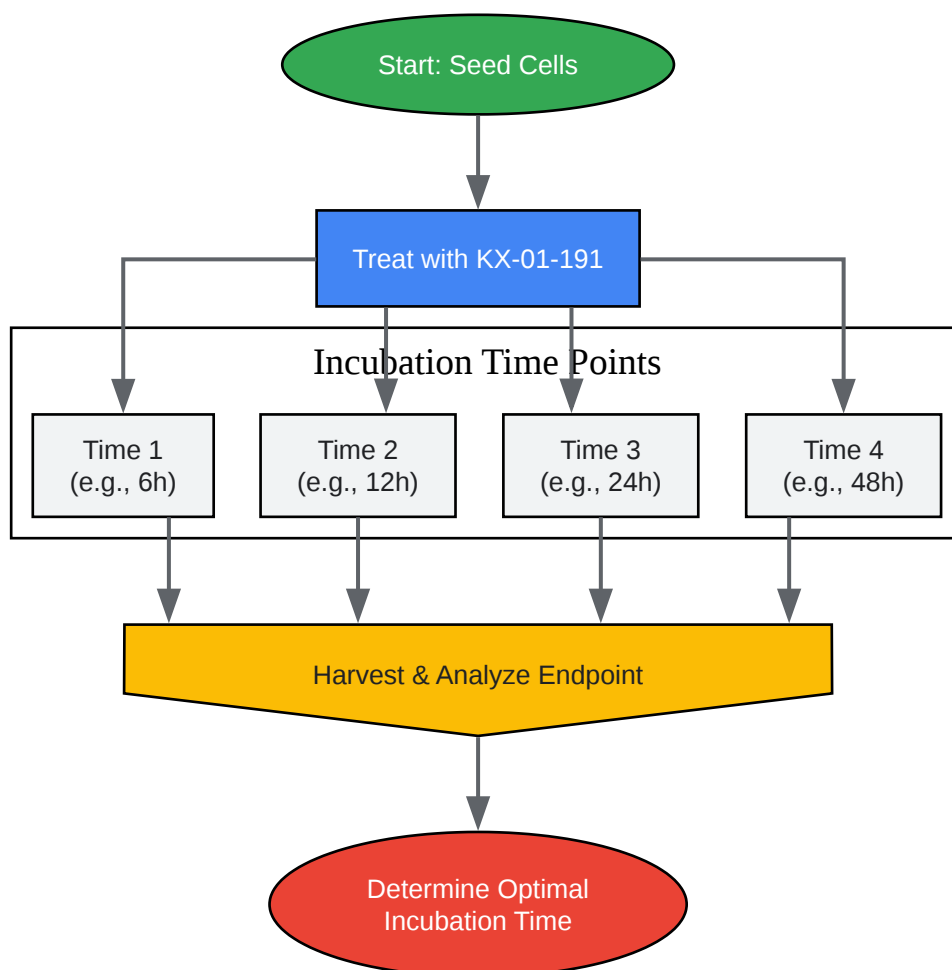 Start: Seed Cells
Treat with KX-01-191
Incubation Time Points
Time 1
(e.g., 6h)
Time 2
(e.g., 12h)
Time 3
(e.g., 24h)
Time 4
(e.g., 48h)
Harvest & Analyze Endpoint
Determine Optimal
Incubation Time